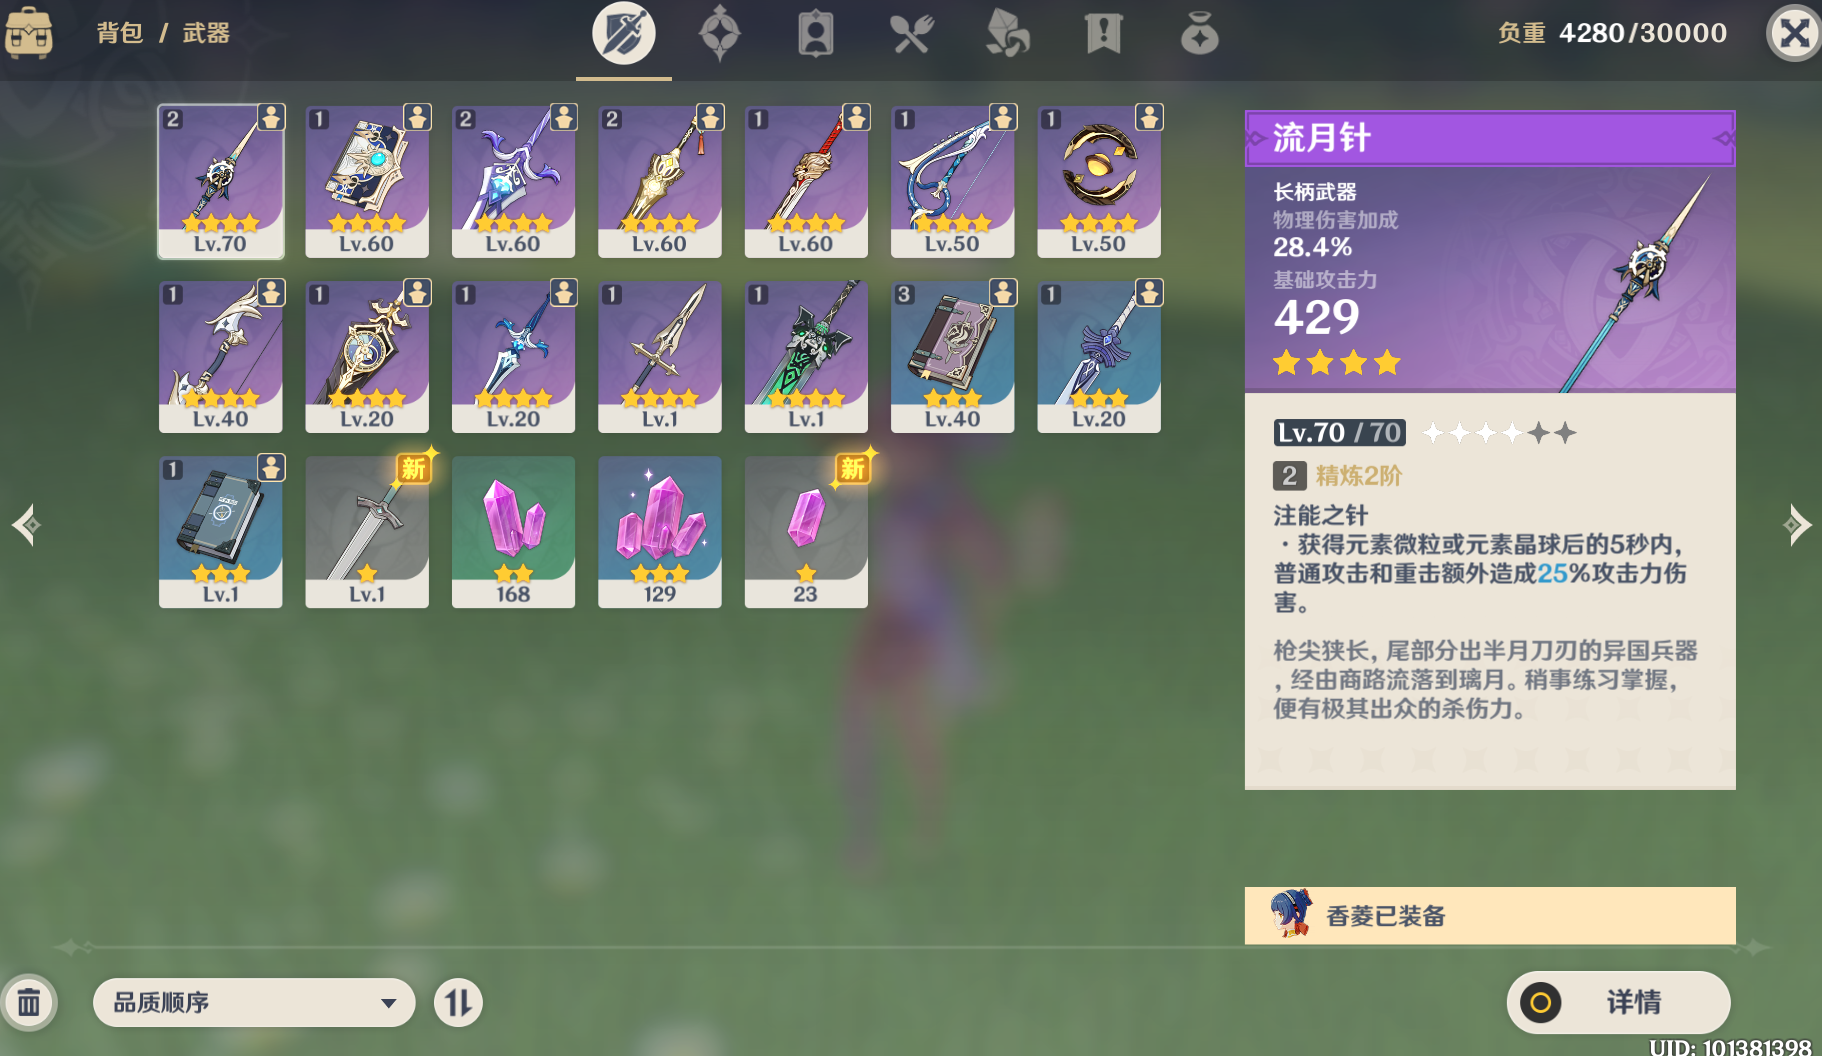 背包 / 武器
负重 4280/30000
2
Lv.70
1
Lv.60
2
Lv.60
2
Lv.60
1
Lv.60
1
Lv.50
1
Lv.50
1
Lv.40
1
Lv.20
1
Lv.20
1
Lv.1
1
Lv.1
3
Lv.40
1
Lv.20
1
Lv.1
新
Lv.1
168
129
新
23
流月针
长柄武器
物理伤害加成
28.4%
基础攻击力
429
Lv.70 / 70
2 精炼2阶
注能之针
·获得元素微粒或元素晶球后的5秒内，
普通攻击和重击额外造成25%攻击力伤
害。
枪尖狭长，尾部分出半月刀刃的异国兵器
，经由商路流落到璃月。稍事练习掌握，
便有极其出众的杀伤力。
香菱已装备
品质顺序
详情
UID: 101381398